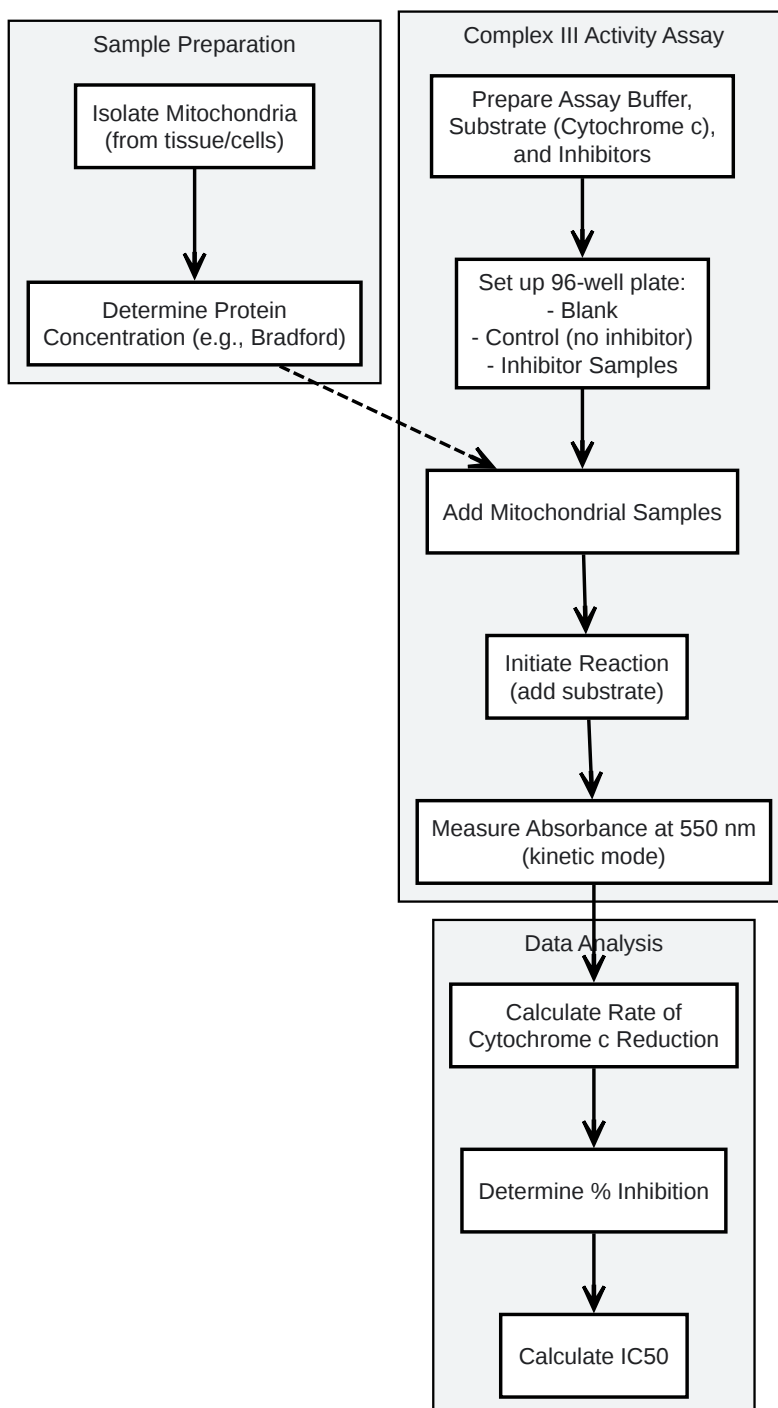 Sample Preparation
Isolate Mitochondria
(from tissue/cells)
Determine Protein
Concentration (e.g., Bradford)
Complex III Activity Assay
Prepare Assay Buffer,
Substrate (Cytochrome c),
and Inhibitors
Set up 96-well plate:
- Blank
- Control (no inhibitor)
- Inhibitor Samples
Add Mitochondrial Samples
Initiate Reaction
(add substrate)
Measure Absorbance at 550 nm
(kinetic mode)
Data Analysis
Calculate Rate of
Cytochrome c Reduction
Determine % Inhibition
Calculate IC50